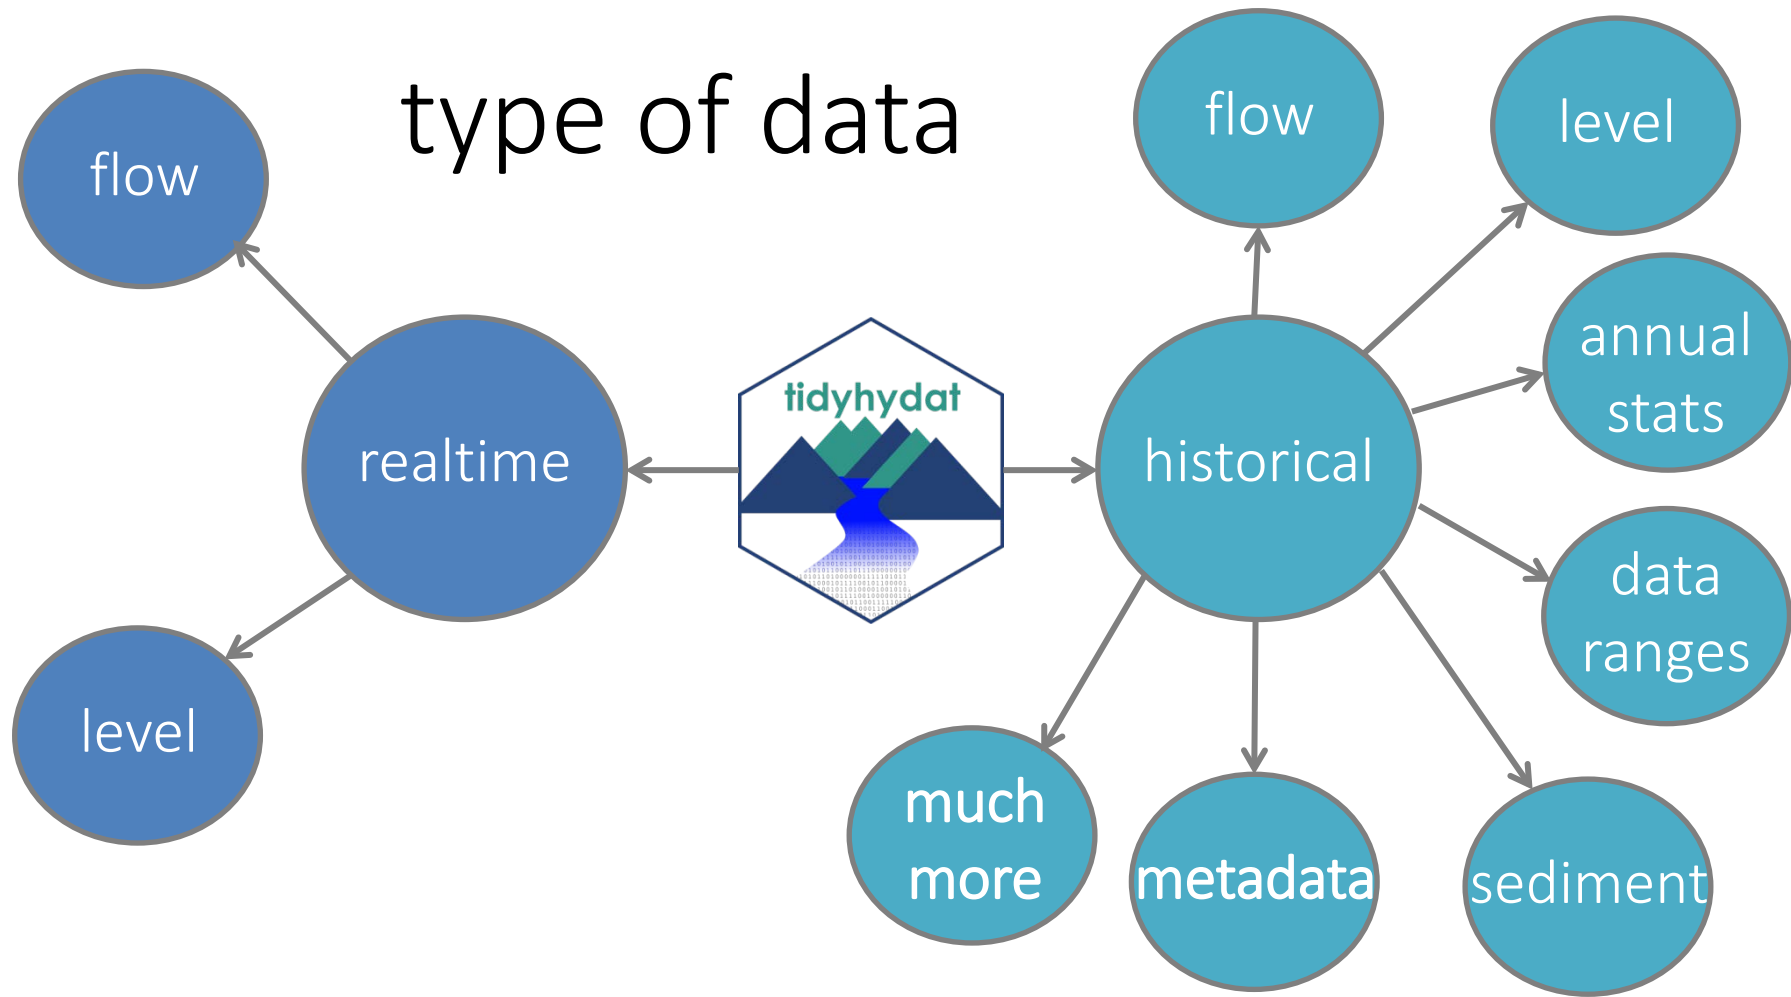 type of data
flow
level
realtime
tidyhydat
historical
flow
level
annual
stats
data
ranges
sediment
metadata
much
more